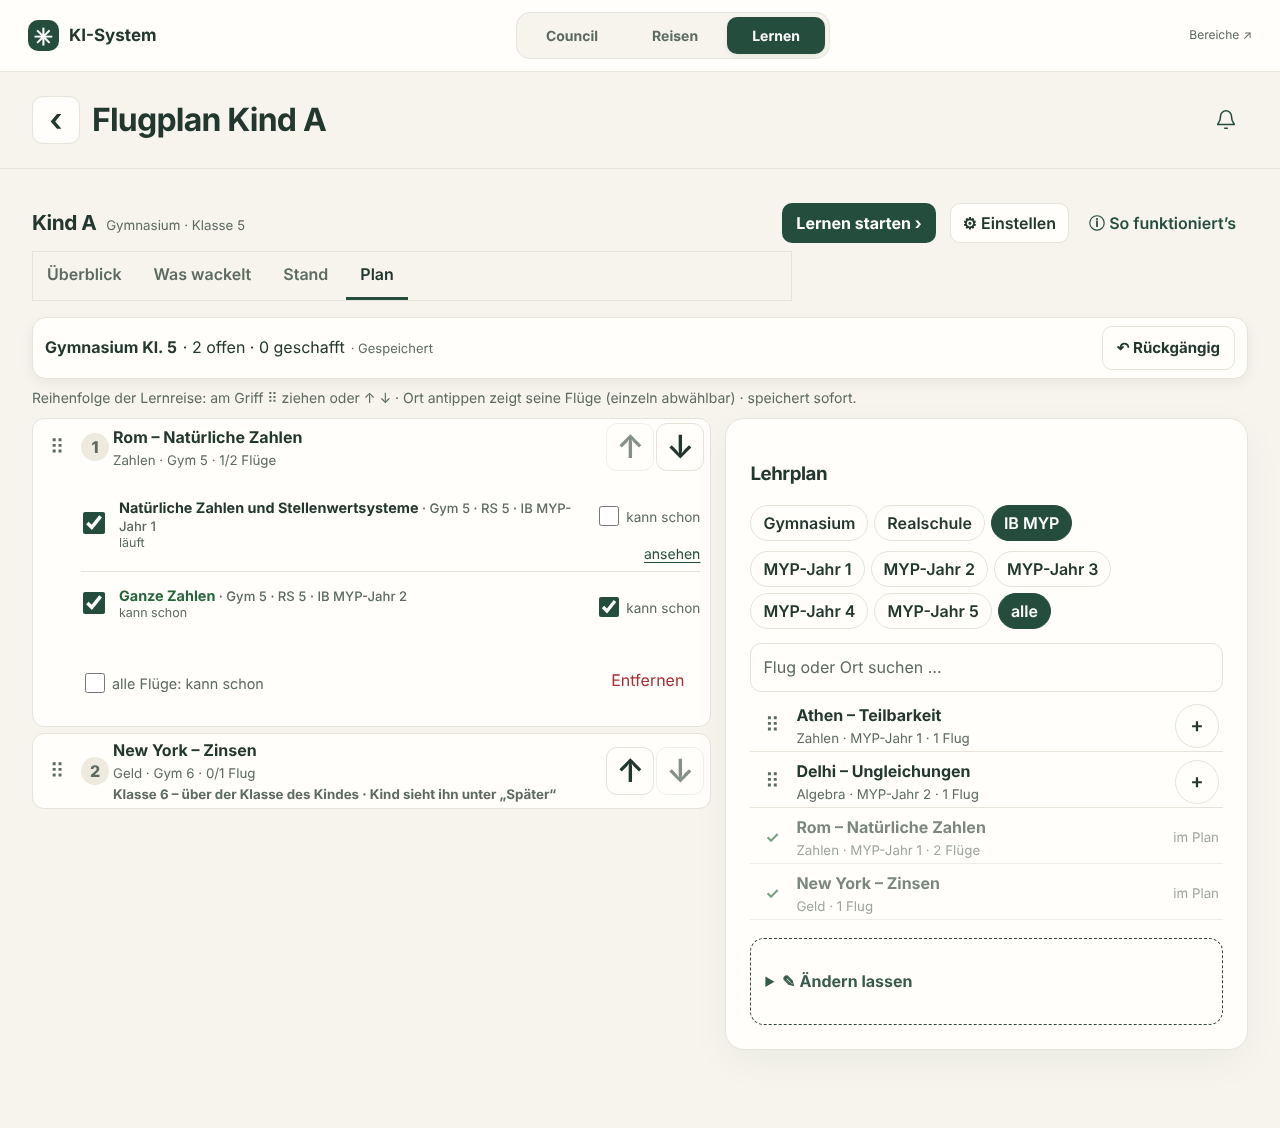 KI-System
Council Reisen Lernen
Bereiche ↗
‹ Flugplan Kind A
Kind A Gymnasium · Klasse 5
Lernen starten › ⚙ Einstellen ⓘ So funktioniert’s
Überblick Was wackelt Stand Plan
Gymnasium Kl. 5 · 2 offen · 0 geschafft · Gespeichert
↶ Rückgängig
Reihenfolge der Lernreise: am Griff ⠿ ziehen oder ↑ ↓ · Ort antippen zeigt seine Flüge (einzeln abwählbar) · speichert sofort.
1 Rom – Natürliche Zahlen
Zahlen · Gym 5 · 1/2 Flüge
↑ ↓
Natürliche Zahlen und Stellenwertsysteme · Gym 5 · RS 5 · IB MYP-
Jahr 1
läuft
kann schon
ansehen
Ganze Zahlen · Gym 5 · RS 5 · IB MYP-Jahr 2
kann schon
kann schon
alle Flüge: kann schon
Entfernen
2 New York – Zinsen
Geld · Gym 6 · 0/1 Flug
Klasse 6 – über der Klasse des Kindes · Kind sieht ihn unter „Später“
↑ ↓
Lehrplan
Gymnasium Realschule IB MYP
MYP-Jahr 1 MYP-Jahr 2 MYP-Jahr 3
MYP-Jahr 4 MYP-Jahr 5 alle
Flug oder Ort suchen …
Athen – Teilbarkeit
Zahlen · MYP-Jahr 1 · 1 Flug
+
Delhi – Ungleichungen
Algebra · MYP-Jahr 2 · 1 Flug
+
✓ Rom – Natürliche Zahlen
Zahlen · MYP-Jahr 1 · 2 Flüge
im Plan
✓ New York – Zinsen
Geld · 1 Flug
im Plan
▶ ✎ Ändern lassen